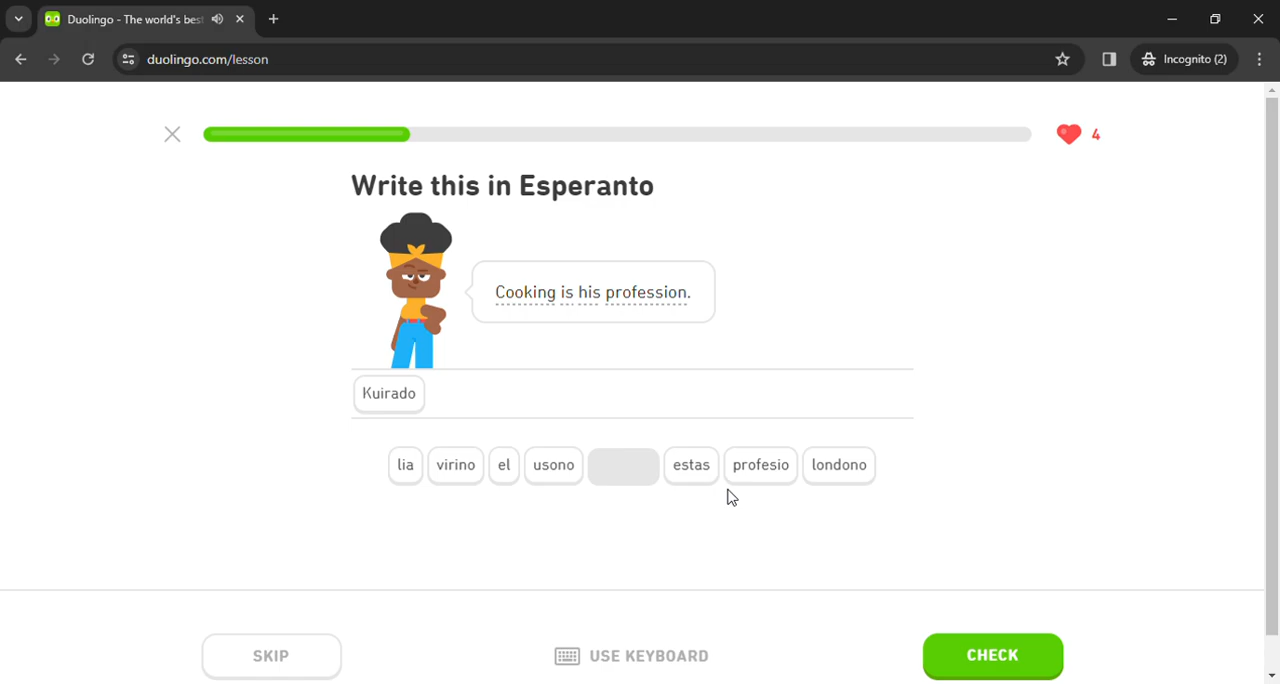 Duolingo - The world's bes
duolingo.com/lesson
Incognito (2)
4
Write this in Esperanto
Cooking is his profession.
Kuirado
lia virino el usono estas profesio londono
SKIP
USE KEYBOARD
CHECK